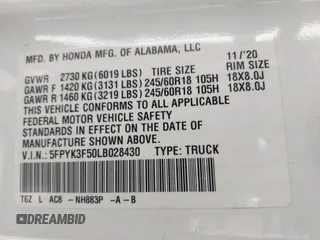 MFD. BY HONDA MFG. OF ALABAMA, LLC
11/'20
GVWR 2730 KG(6019 LBS) TIRE SIZE RIM SIZE
GAWR F 1420 KG(3131 LBS) 245/60R18 105H 18X8.0J
GAWR R 1460 KG(3219 LBS) 245/60R18 105H 18X8.0J
THIS VEHICLE CONFORMS TO ALL APPLICABLE
FEDERAL MOTOR VEHICLE SAFETY
STANDARDS IN EFFECT ON THE DATE OF
MANUFACTURE SHOWN ABOVE.
V.I.N.: 5FPYK3F50LB028430 TYPE: TRUCK
T6Z L AC8 -NH883P -A-B
DREAMBID